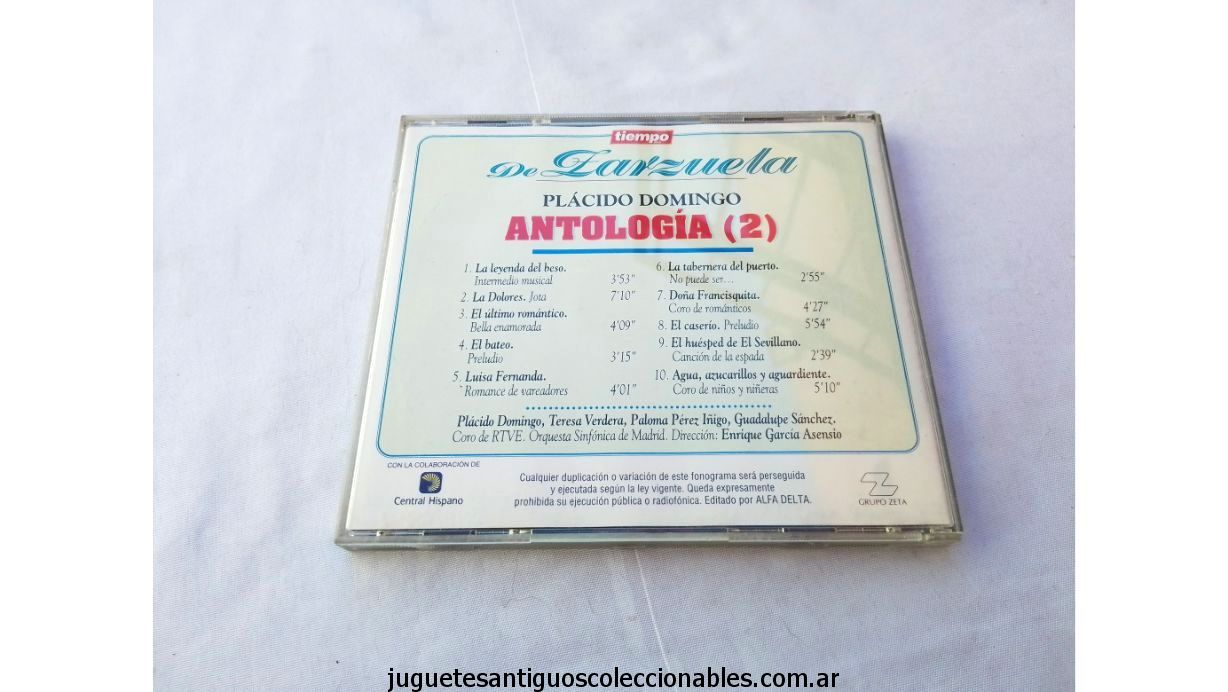 tiempo
De Zarzuela
PLÁCIDO DOMINGO
ANTOLOGÍA (2)
1. La leyenda del beso.
Intermedio musical 3'53"
2. La Dolores. Jota 7'10"
3. El último romántico.
Bella enamorada 4'09"
4. El bateo.
Preludio 3'15"
5. Luisa Fernanda.
Romance de vareadores 4'01"
6. La tabernera del puerto.
No puede ser... 2'55"
7. Doña Francisquita.
Coro de románticos 4'27"
8. El caserío. Preludio 5'54"
9. El huésped de El Sevillano.
Canción de la espada 2'39"
10. Agua, azucarillos y aguardiente.
Coro de niños y niñeras 5'10"
Plácido Domingo, Teresa Verdera, Paloma Pérez Iñigo, Guadalupe Sánchez.
Coro de RTVE. Orquesta Sinfónica de Madrid. Dirección: Enrique García Asensio
CON LA COLABORACIÓN DE
Central Hispano
Cualquier duplicación o variación de este fonograma será perseguida
y ejecutada según la ley vigente. Queda expresamente
prohibida su ejecución pública o radiofónica. Editado por ALFA DELTA.
GRUPO ZETA
juguetesantiguoscoleccionables.com.ar